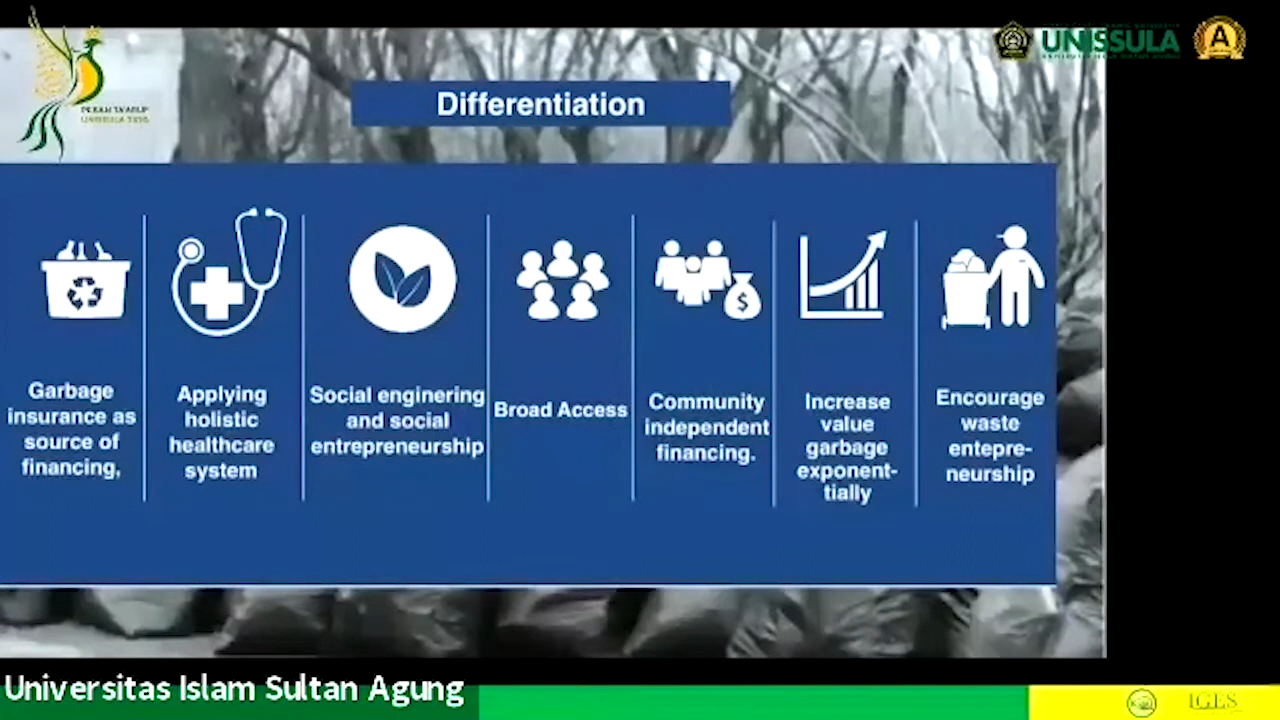 UNISSULA
A
Differentiation
Garbage
insurance as
source of
financing,
Applying
holistic
healthcare
system
Social enginering
and social
entrepreneurship
Broad Access
Community
independent
financing.
$
Increase
value
garbage
exponent-
tially
Encourage
waste
entepre-
neurship
Universitas Islam Sultan Agung
IGES